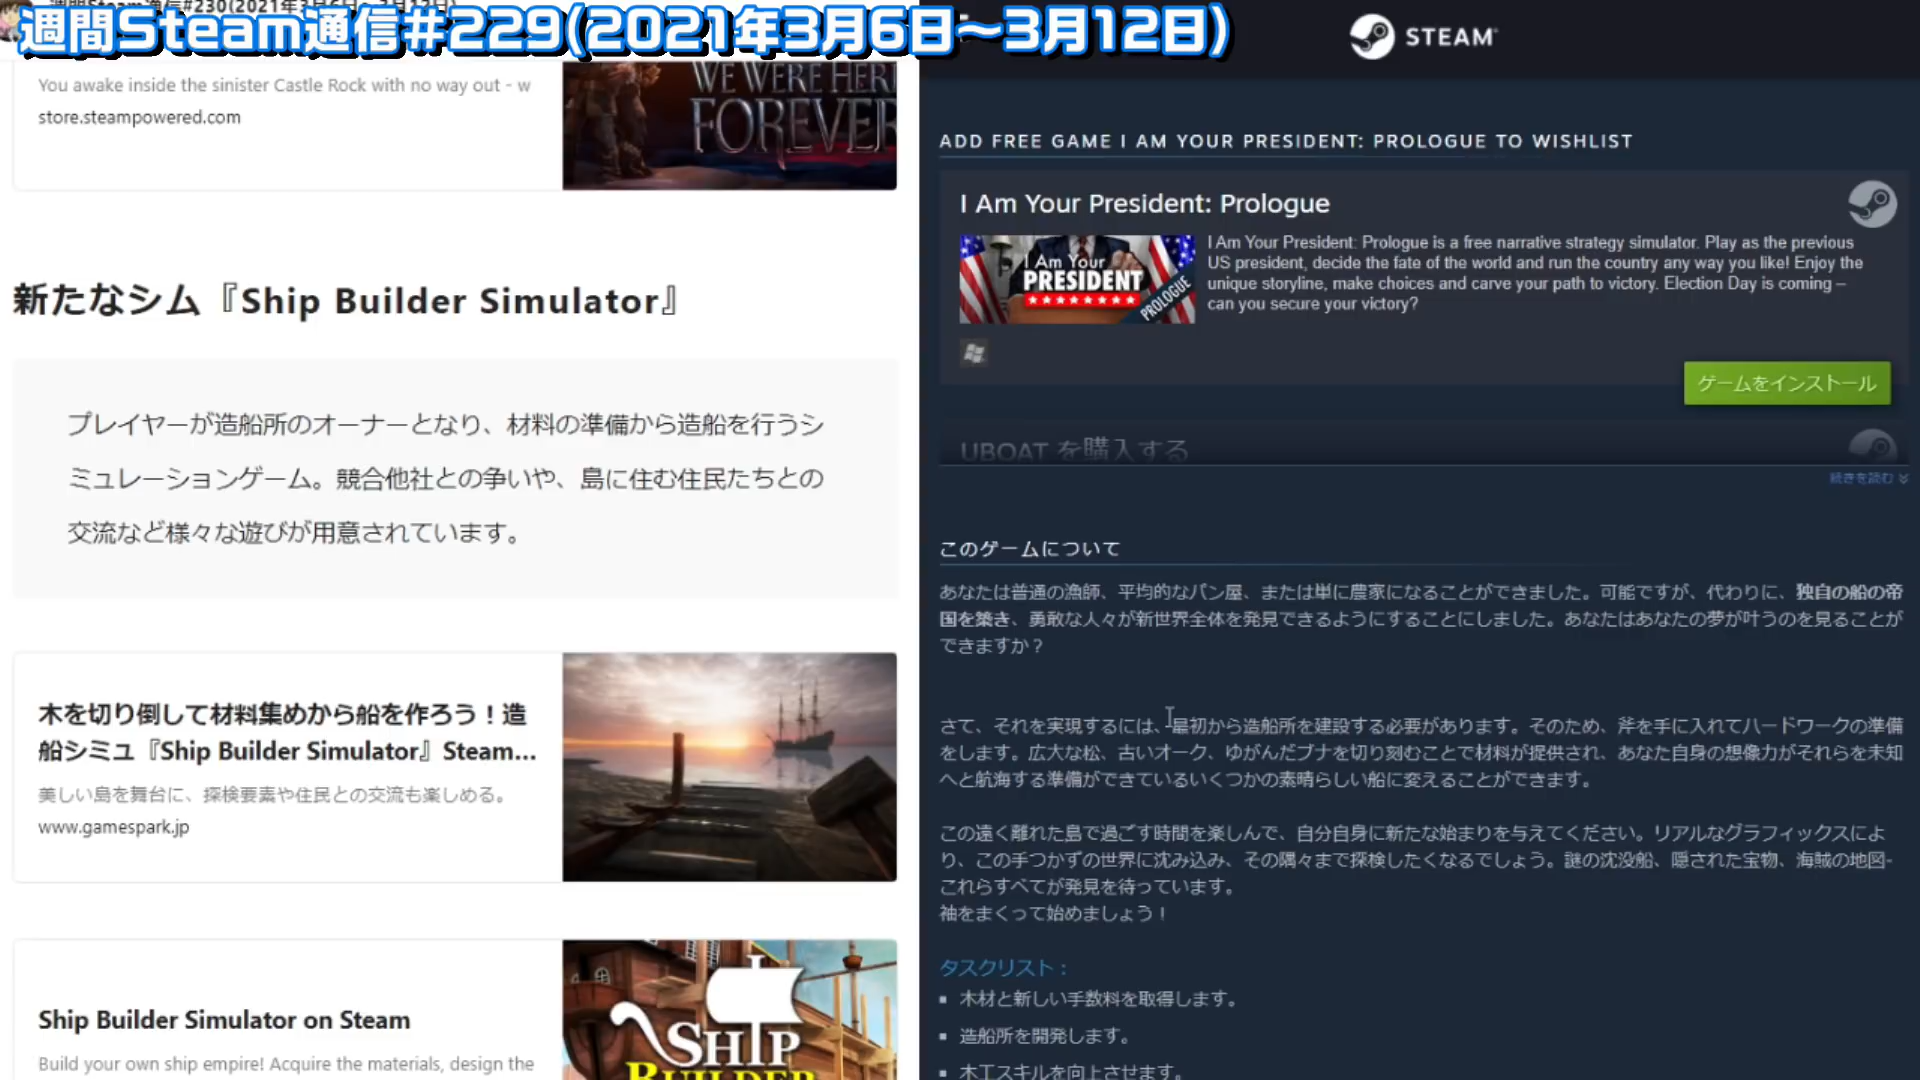 週間Steam通信#230(2021年3月6日～3月12日)
週間Steam通信#229(2021年3月6日～3月12日)
You awake inside the sinister Castle Rock with no way out - w
store.steampowered.com
WE WERE HERE
FOREVER
新たなシム『Ship Builder Simulator』
プレイヤーが造船所のオーナーとなり、材料の準備から造船を行うシ
ミュレーションゲーム。競合他社との争いや、島に住む住民たちとの
交流など様々な遊びが用意されています。
木を切り倒して材料集めから船を作ろう！造
船シミュ『Ship Builder Simulator』Steam...
美しい島を舞台に、探検要素や住民との交流も楽しめる。
www.gamespark.jp
Ship Builder Simulator on Steam
Build your own ship empire! Acquire the materials, design the
SHIP
BUILDER
STEAM
ADD FREE GAME I AM YOUR PRESIDENT: PROLOGUE TO WISHLIST
I Am Your President: Prologue
I Am Your
PRESIDENT
PROLOGUE
I Am Your President: Prologue is a free narrative strategy simulator. Play as the previous
US president, decide the fate of the world and run the country any way you like! Enjoy the
unique storyline, make choices and carve your path to victory. Election Day is coming –
can you secure your victory?
ゲームをインストール
UBOAT を購入する
続きを読む
このゲームについて
あなたは普通の漁師、平均的なパン屋、または単に農家になることができました。可能ですが、代わりに、独自の船の帝
国を築き、勇敢な人々が新世界全体を発見できるようにすることにしました。あなたはあなたの夢が叶うのを見ることが
できますか？
さて、それを実現するには、最初から造船所を建設する必要があります。そのため、斧を手に入れてハードワークの準備
をします。広大な松、古いオーク、ゆがんだブナを切り刻むことで材料が提供され、あなた自身の想像力がそれらを未知
へと航海する準備ができているいくつかの素晴らしい船に変えることができます。
この遠く離れた島で過ごす時間を楽しんで、自分自身に新たな始まりを与えてください。リアルなグラフィックスによ
り、この手つかずの世界に沈み込み、その隅々まで探検したくなるでしょう。謎の沈没船、隠された宝物、海賊の地図-
これらすべてが発見を待っています。
袖をまくって始めましょう！
タスクリスト：
木材と新しい手数料を取得します。
造船所を開発します。
木工スキルを向上させます。